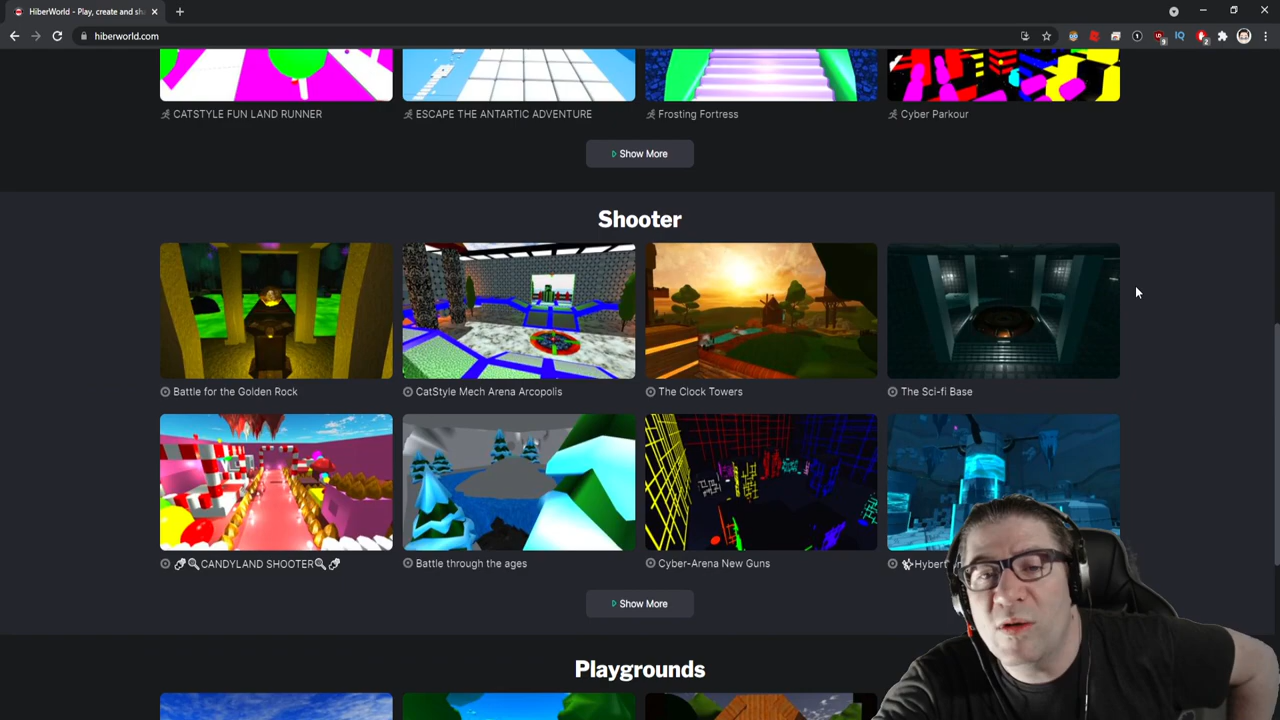 HiberWorld - Play, create and sh
hiberworld.com
CATSTYLE FUN LAND RUNNER
ESCAPE THE ANTARTIC ADVENTURE
Frosting Fortress
Cyber Parkour
Show More
Shooter
Battle for the Golden Rock
CatStyle Mech Arena Arcopolis
The Clock Towers
The Sci-fi Base
CANDYLAND SHOOTER
Battle through the ages
Cyber-Arena New Guns
Show More
Playgrounds